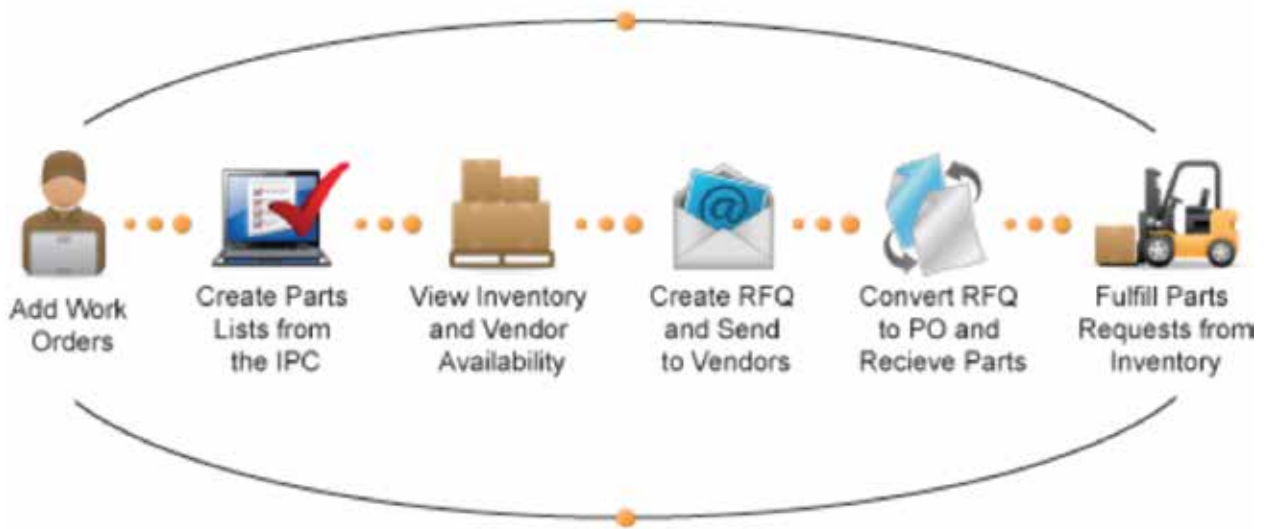 Add Work
Orders
Create Parts
Lists from
the IPC
View Inventory
and Vendor
Availability
Create RFQ
and Send
to Vendors
Convert RFQ
to PO and
Recieve Parts
Fulfill Parts
Requests from
Inventory
@